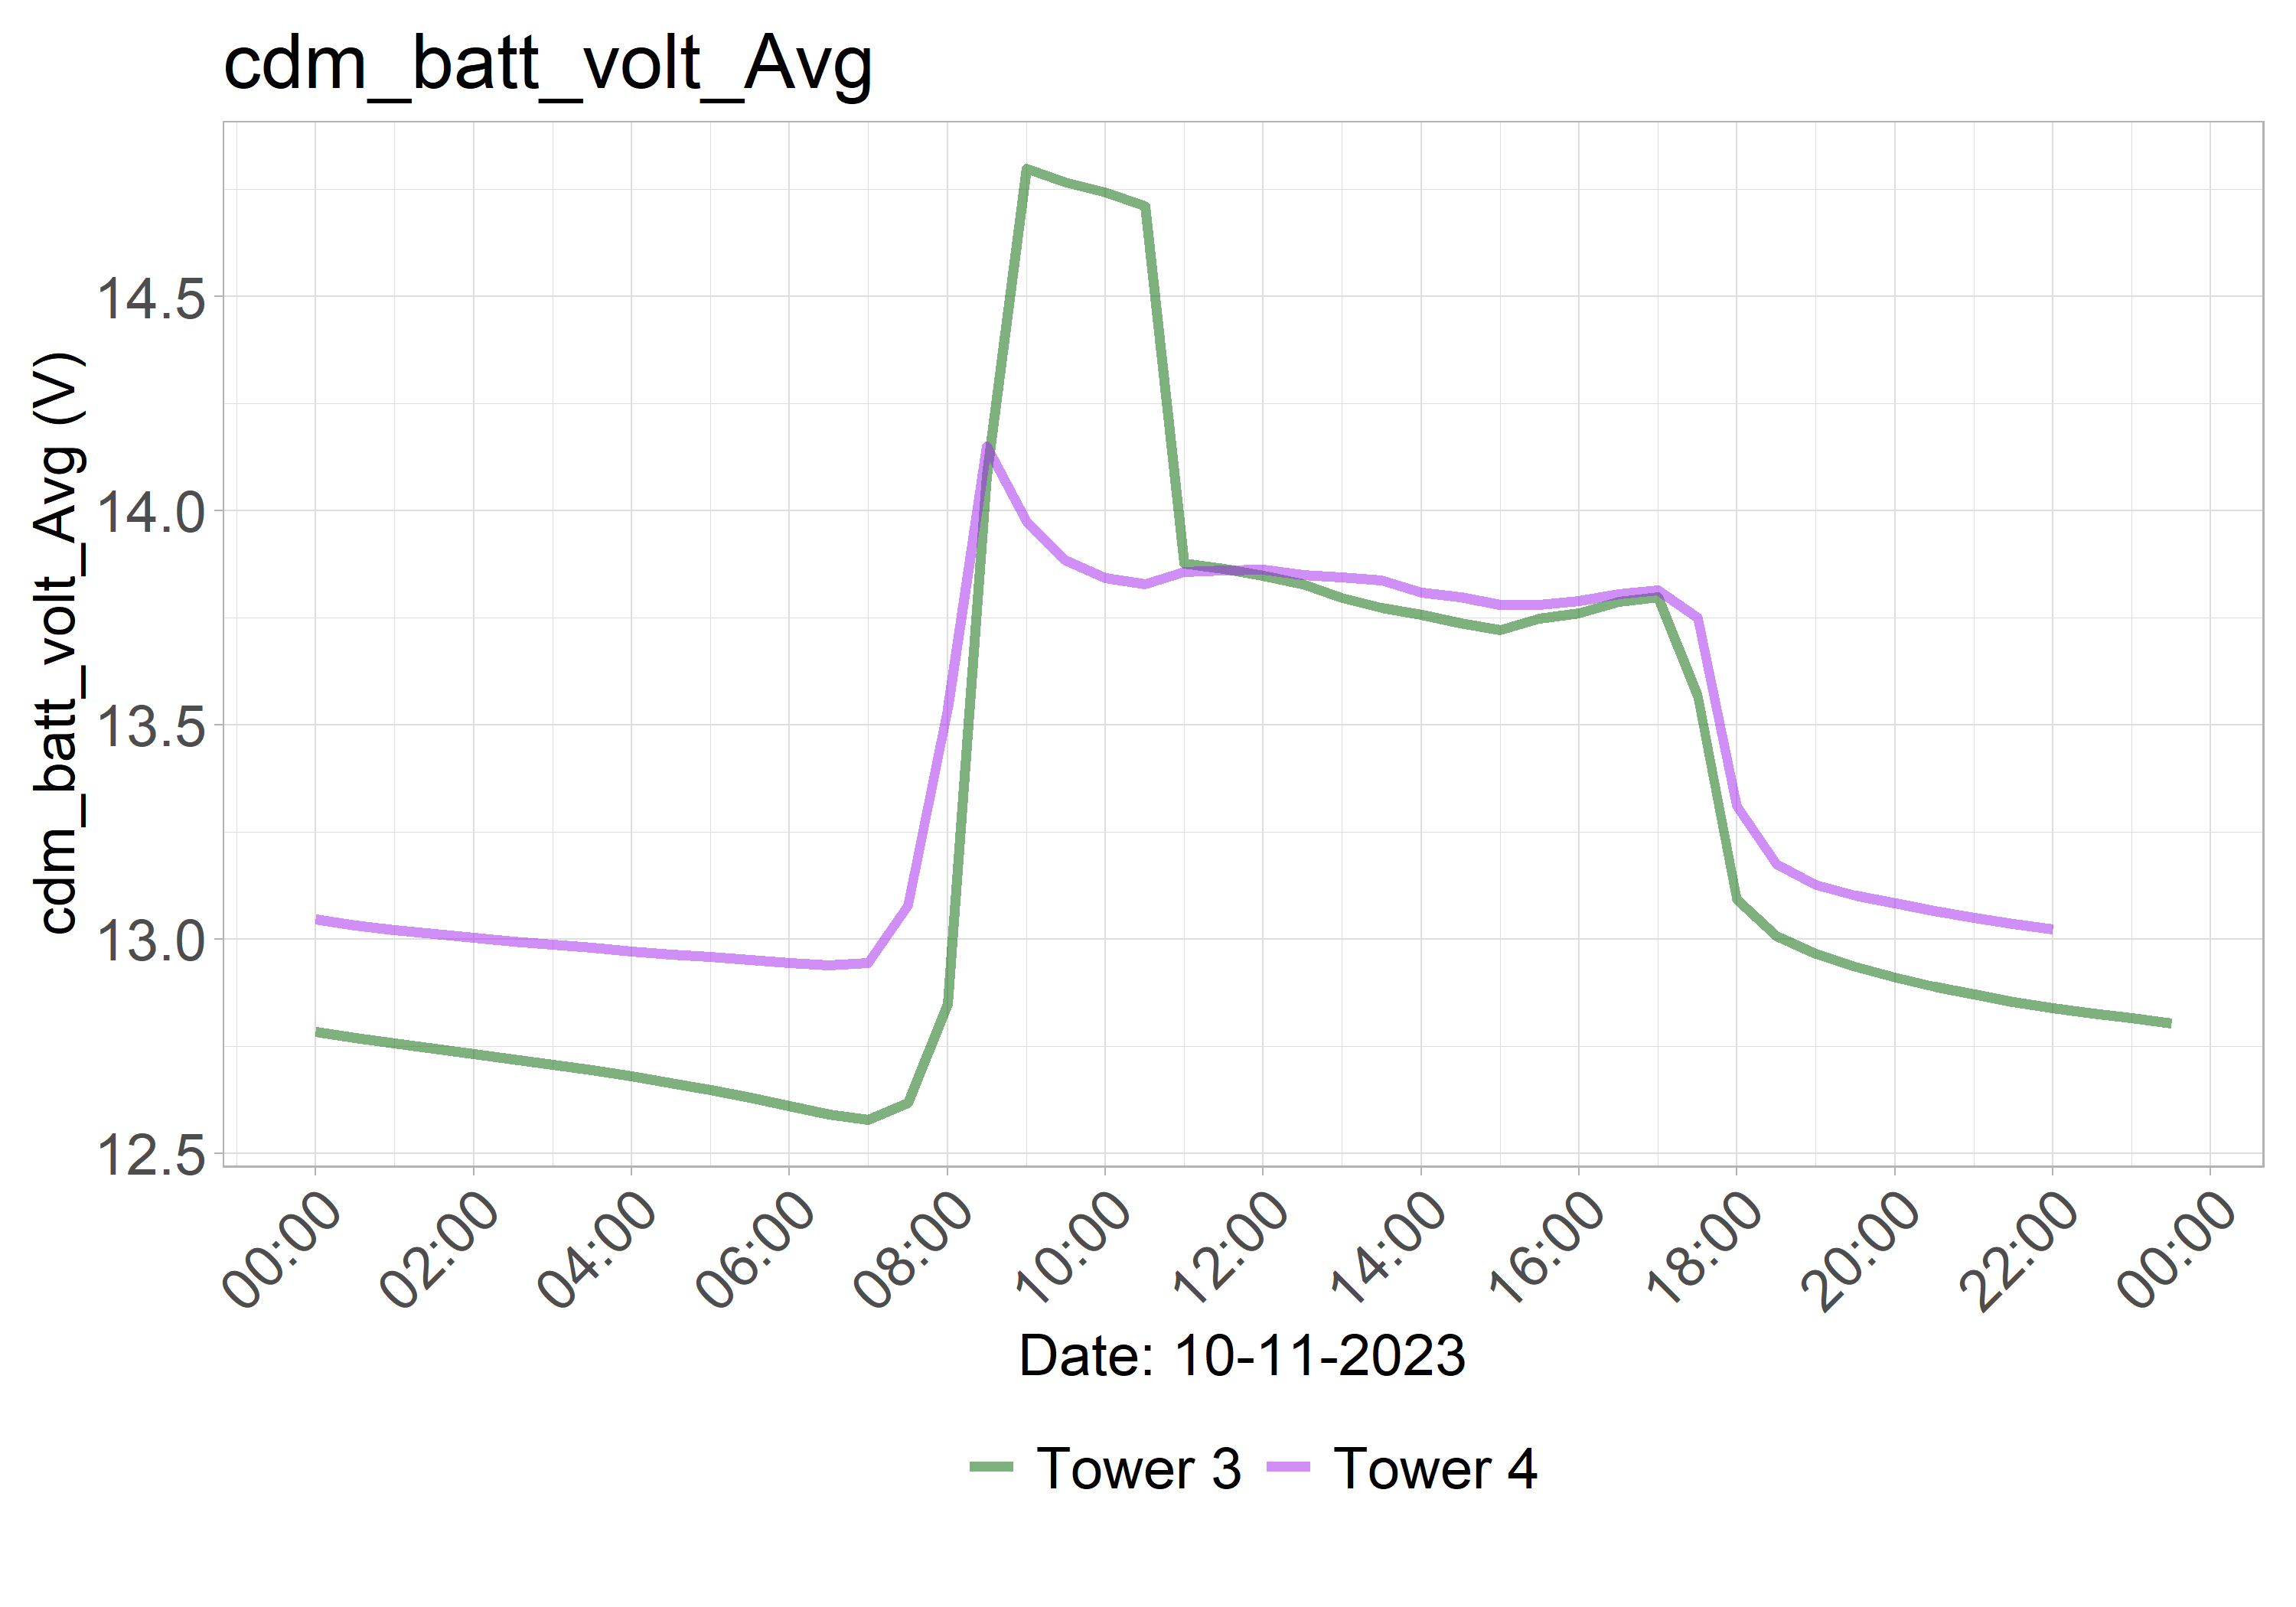 cdm_batt_volt_Avg
cdm_batt_volt_Avg (V)
14.5
14.0
13.5
13.0
12.5
00:00 02:00 04:00 06:00 08:00 10:00 12:00 14:00 16:00 18:00 20:00 22:00 00:00
Date: 10-11-2023
Tower 3 Tower 4